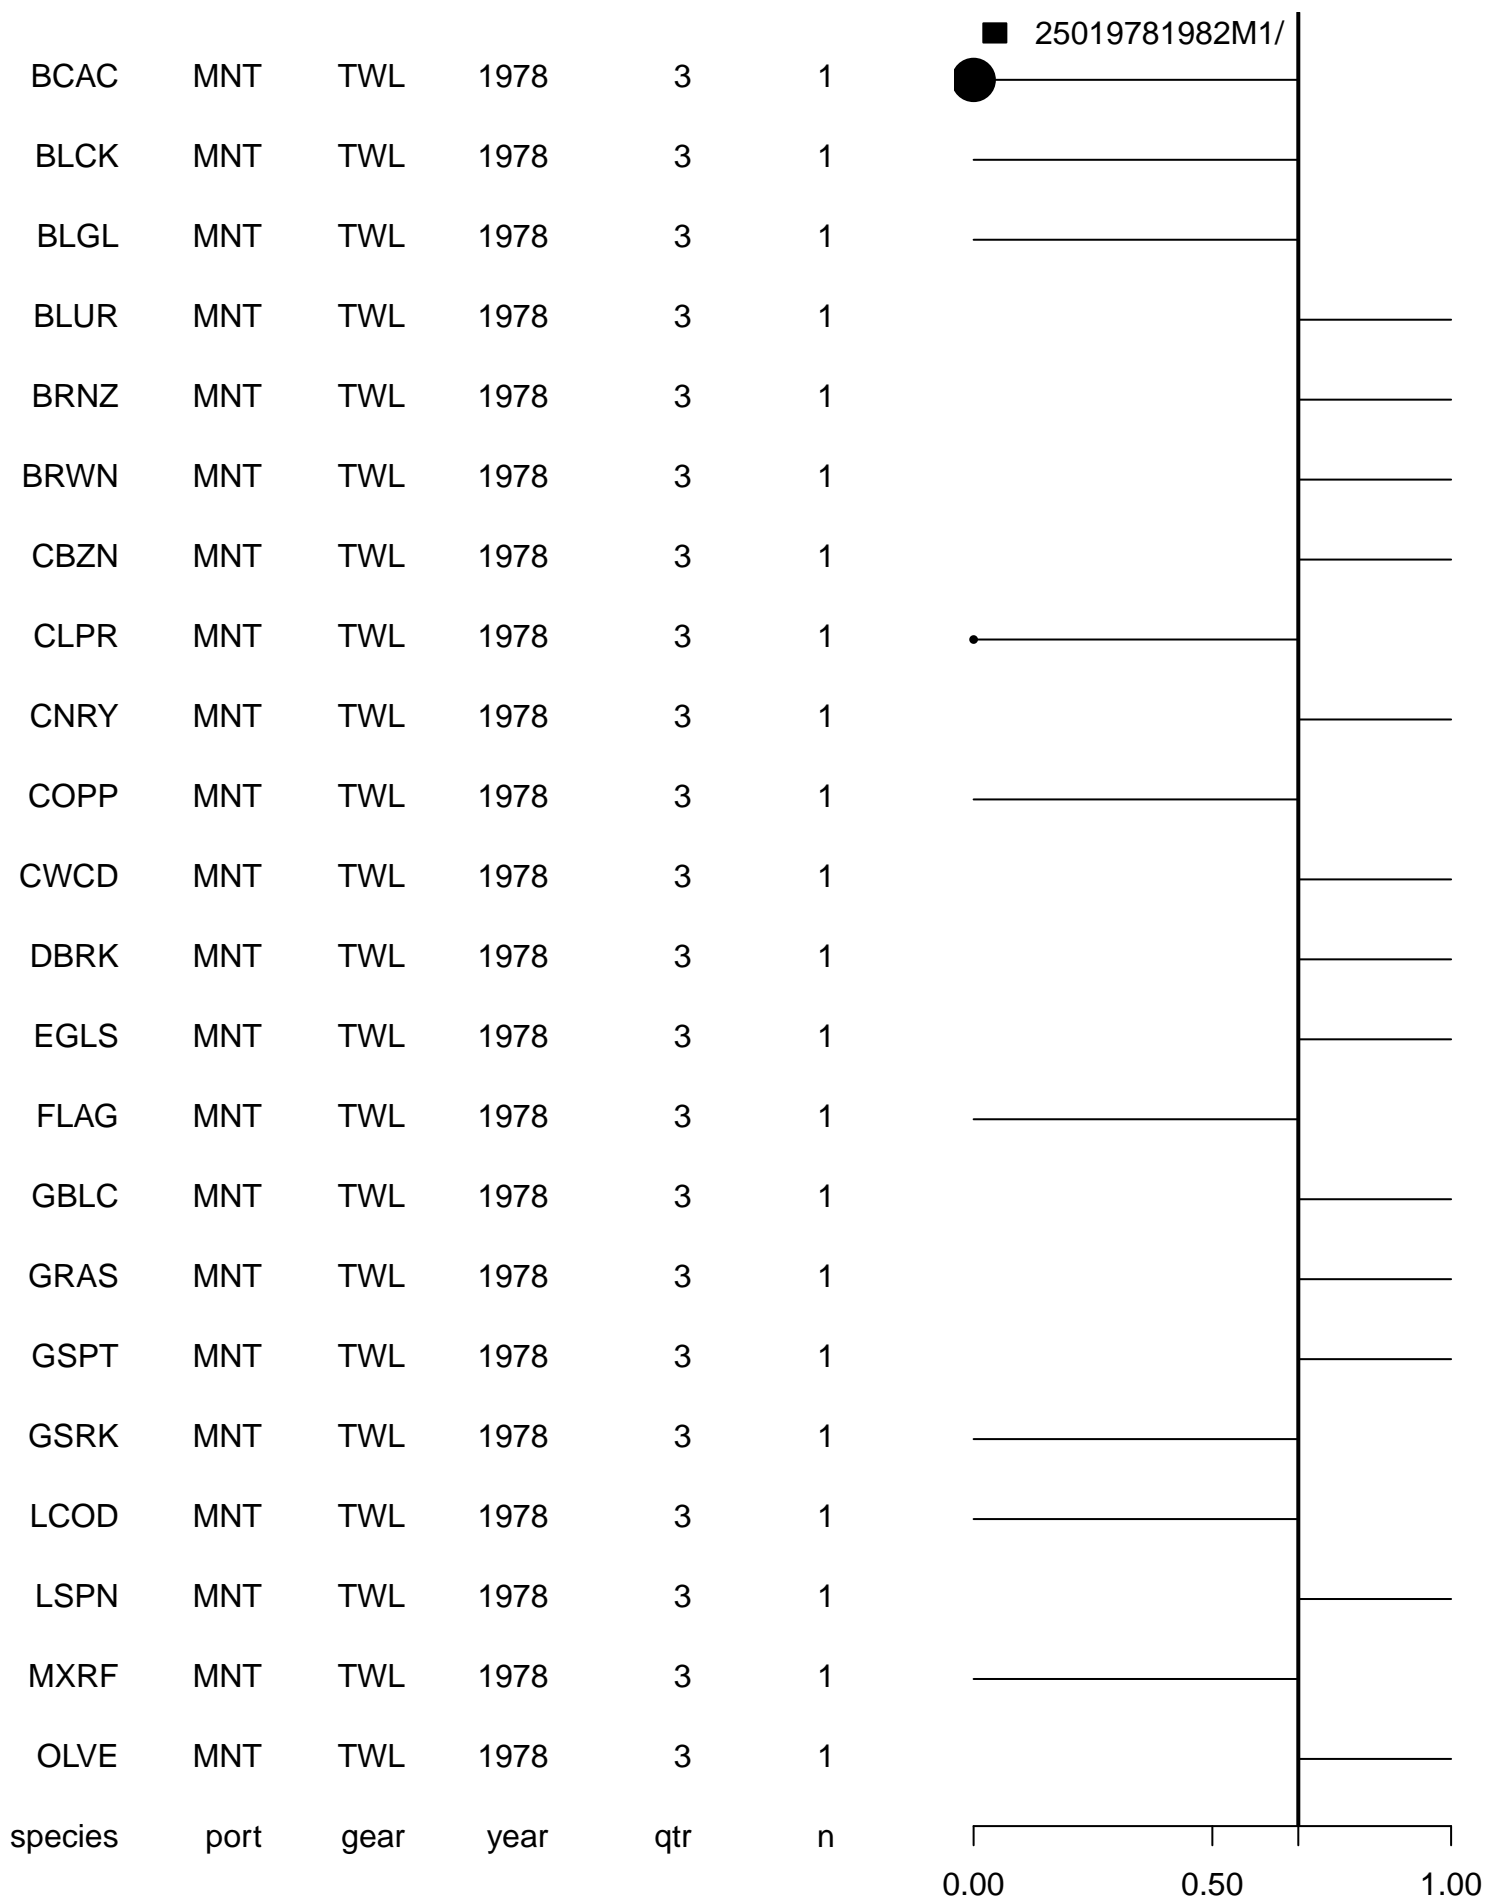 25019781982M1/
BCAC MNT TWL 1978 3 1
BLCK MNT TWL 1978 3 1
BLGL MNT TWL 1978 3 1
BLUR MNT TWL 1978 3 1
BRNZ MNT TWL 1978 3 1
BRWN MNT TWL 1978 3 1
CBZN MNT TWL 1978 3 1
CLPR MNT TWL 1978 3 1
CNRY MNT TWL 1978 3 1
COPP MNT TWL 1978 3 1
CWCD MNT TWL 1978 3 1
DBRK MNT TWL 1978 3 1
EGLS MNT TWL 1978 3 1
FLAG MNT TWL 1978 3 1
GBLC MNT TWL 1978 3 1
GRAS MNT TWL 1978 3 1
GSPT MNT TWL 1978 3 1
GSRK MNT TWL 1978 3 1
LCOD MNT TWL 1978 3 1
LSPN MNT TWL 1978 3 1
MXRF MNT TWL 1978 3 1
OLVE MNT TWL 1978 3 1
species port gear year qtr n
0.00 0.50 1.00